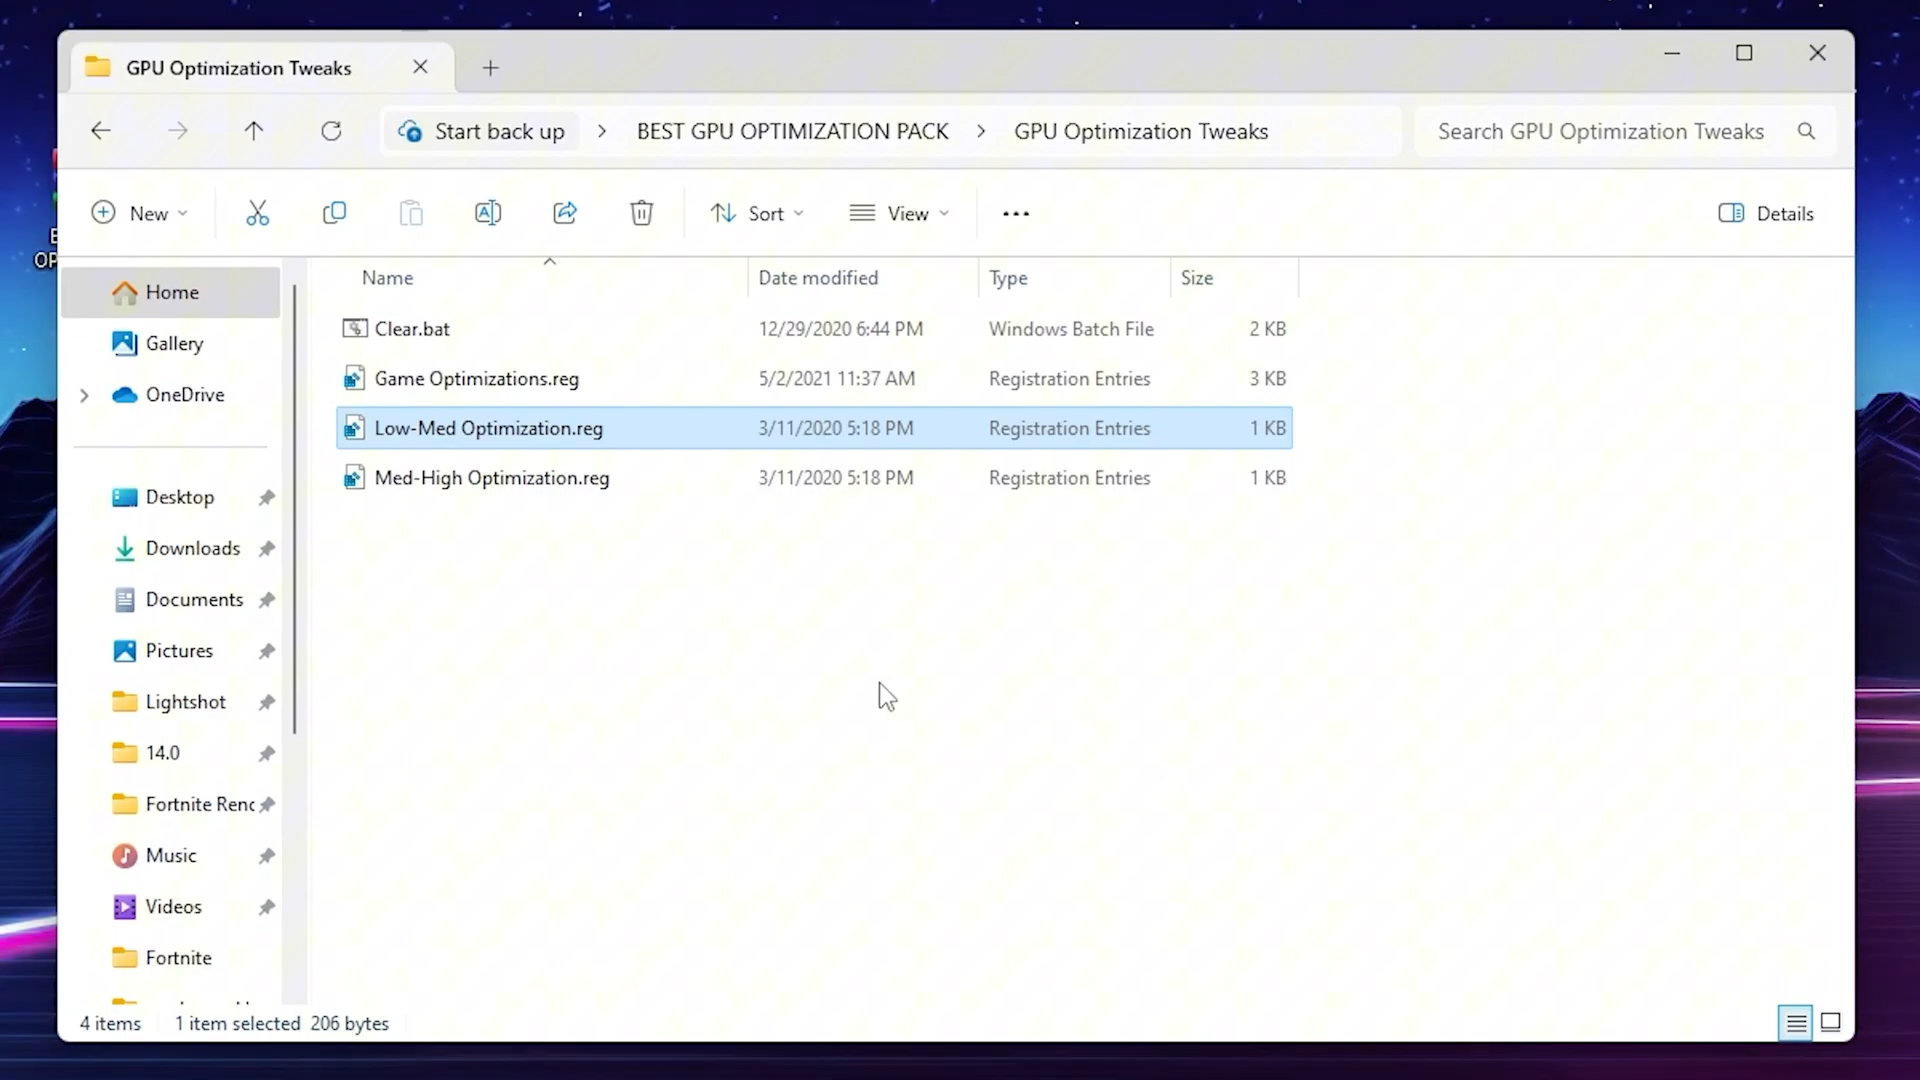 GPU Optimization Tweaks
Start back up
BEST GPU OPTIMIZATION PACK
GPU Optimization Tweaks
Search GPU Optimization Tweaks
New
Sort
View
Details
Name
Date modified
Type
Size
Clear.bat
12/29/2020 6:44 PM
Windows Batch File
2 KB
Game Optimizations.reg
5/2/2021 11:37 AM
Registration Entries
3 KB
Low-Med Optimization.reg
3/11/2020 5:18 PM
Registration Entries
1 KB
Med-High Optimization.reg
3/11/2020 5:18 PM
Registration Entries
1 KB
Home
Gallery
OneDrive
Desktop
Downloads
Documents
Pictures
Lightshot
14.0
Fortnite Renc
Music
Videos
Fortnite
4 items
1 item selected 206 bytes
E
OP